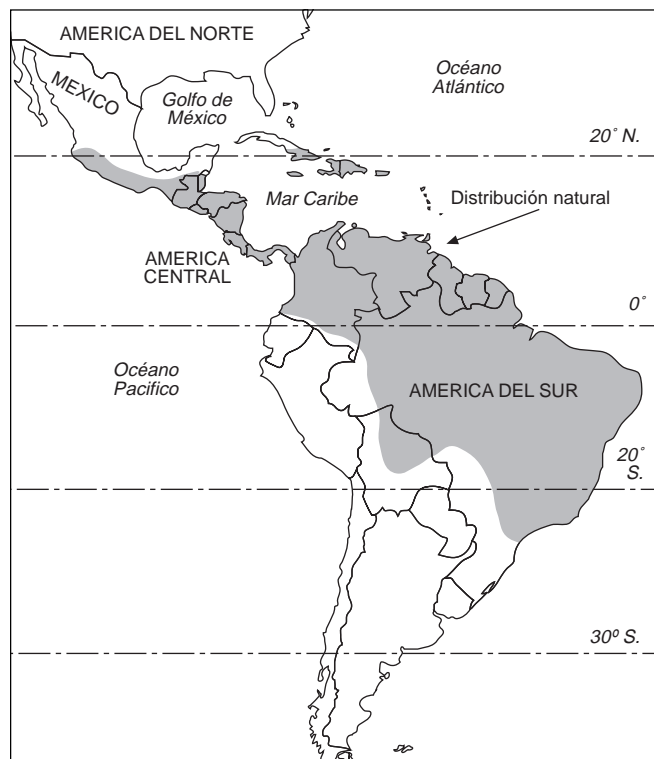 AMERICA DEL NORTE
MEXICO
Golfo de
México
Océano
Atlántico
20˚ N.
Mar Caribe
Distribución natural
AMERICA
CENTRAL
0˚
Océano
Pacifico
AMERICA DEL SUR
20˚
S.
30º S.